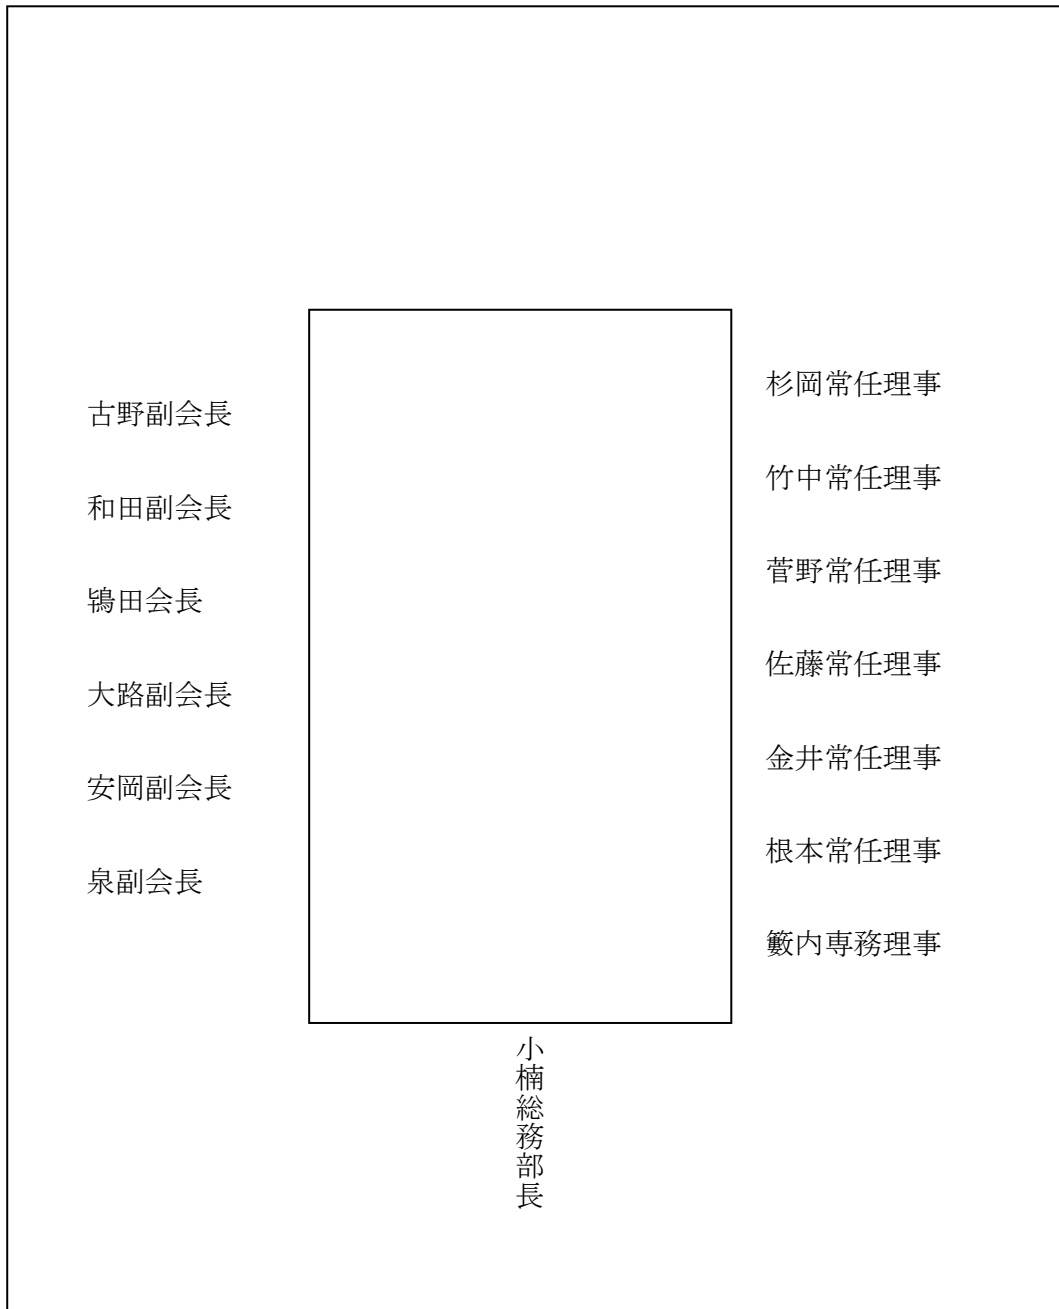 古野副会長
和田副会長
鴇田会長
大路副会長
安岡副会長
泉副会長
杉岡常任理事
竹中常任理事
菅野常任理事
佐藤常任理事
金井常任理事
根本常任理事
籔内専務理事
小楠総務部長